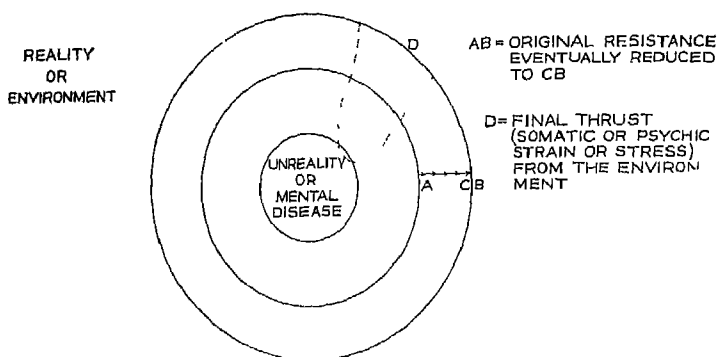 REALITY
OR
ENVIRONMENT
UNREALITY
OR
MENTAL
DISEASE
D
A
C
B
AB = ORIGINAL RESISTANCE
EVENTUALLY REDUCED
TO CB
D = FINAL THRUST
(SOMATIC OR PSYCHIC
STRAIN OR STRESS)
FROM THE ENVIRON
MENT